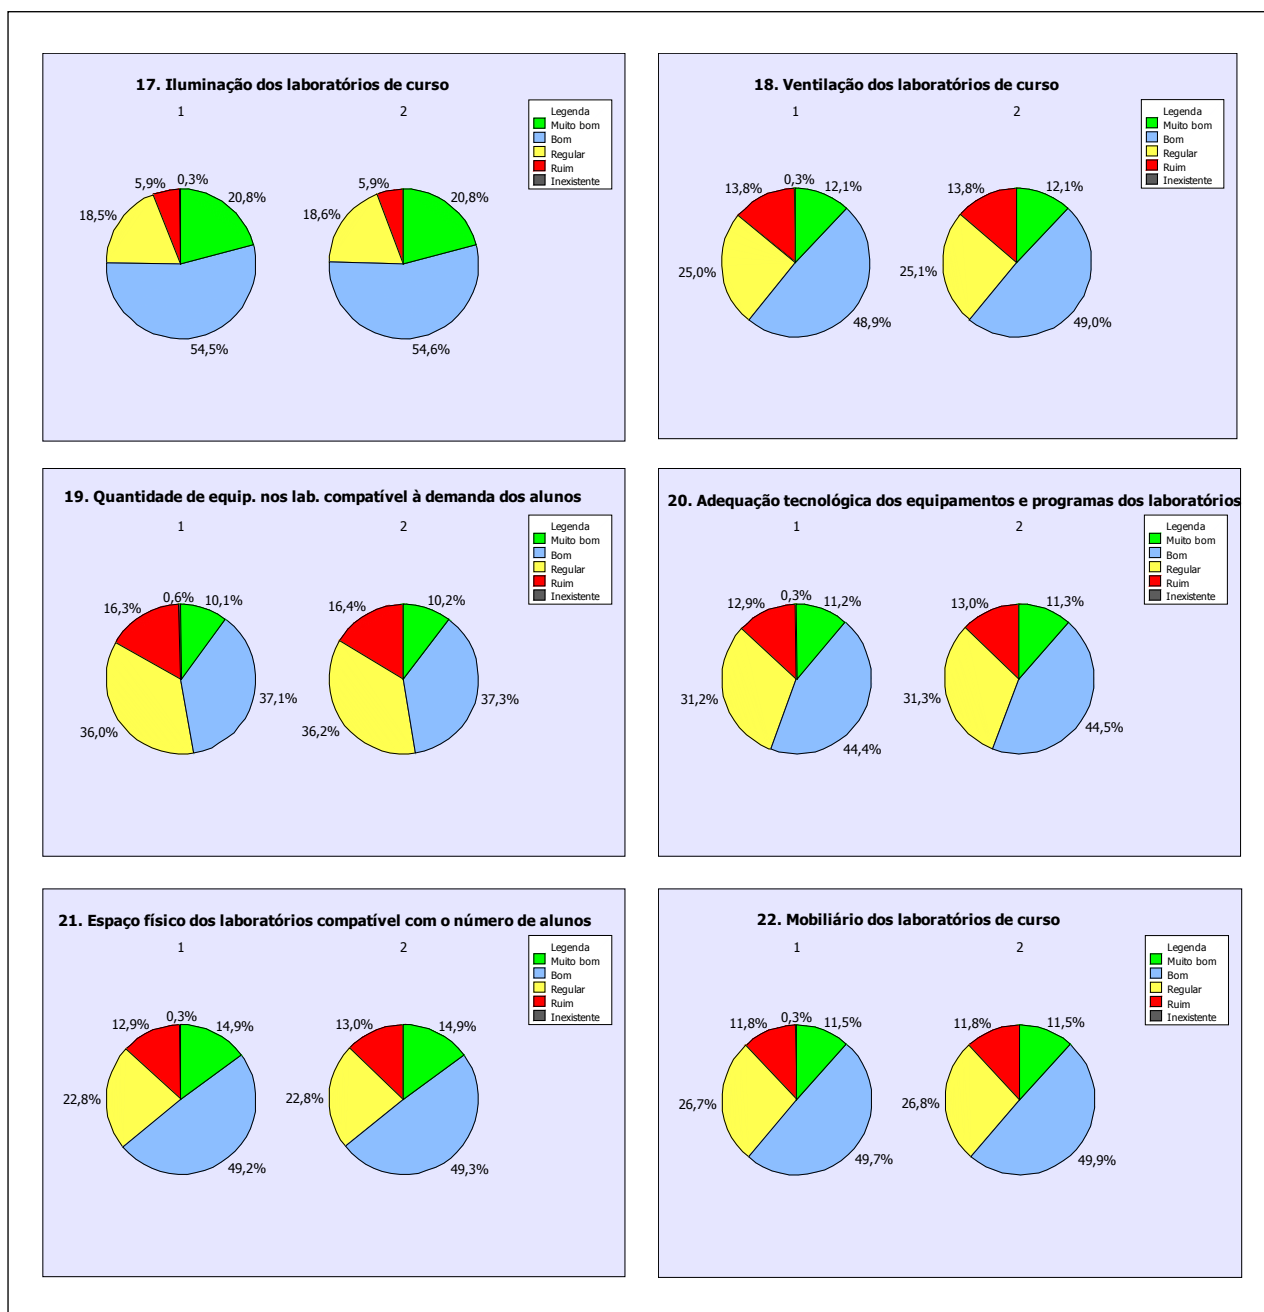 17. Iluminação dos laboratórios de curso
1
2
Legenda
Muito bom
Bom
Regular
Ruim
Inexistente
5,9%
0,3%
20,8%
18,5%
54,5%
5,9%
20,8%
18,6%
54,6%
18. Ventilação dos laboratórios de curso
1
2
Legenda
Muito bom
Bom
Regular
Ruim
Inexistente
13,8%
0,3%
12,1%
25,0%
48,9%
13,8%
12,1%
25,1%
49,0%
19. Quantidade de equip. nos lab. compatível à demanda dos alunos
1
2
Legenda
Muito bom
Bom
Regular
Ruim
Inexistente
16,3%
0,6%
10,1%
37,1%
36,0%
16,4%
10,2%
37,3%
36,2%
20. Adequação tecnológica dos equipamentos e programas dos laboratórios
1
2
Legenda
Muito bom
Bom
Regular
Ruim
Inexistente
12,9%
0,3%
11,2%
31,2%
44,4%
13,0%
11,3%
31,3%
44,5%
21. Espaço físico dos laboratórios compatível com o número de alunos
1
2
Legenda
Muito bom
Bom
Regular
Ruim
Inexistente
12,9%
0,3%
14,9%
22,8%
49,2%
13,0%
14,9%
22,8%
49,3%
22. Mobiliário dos laboratórios de curso
1
2
Legenda
Muito bom
Bom
Regular
Ruim
Inexistente
11,8%
0,3%
11,5%
26,7%
49,7%
11,8%
11,5%
26,8%
49,9%